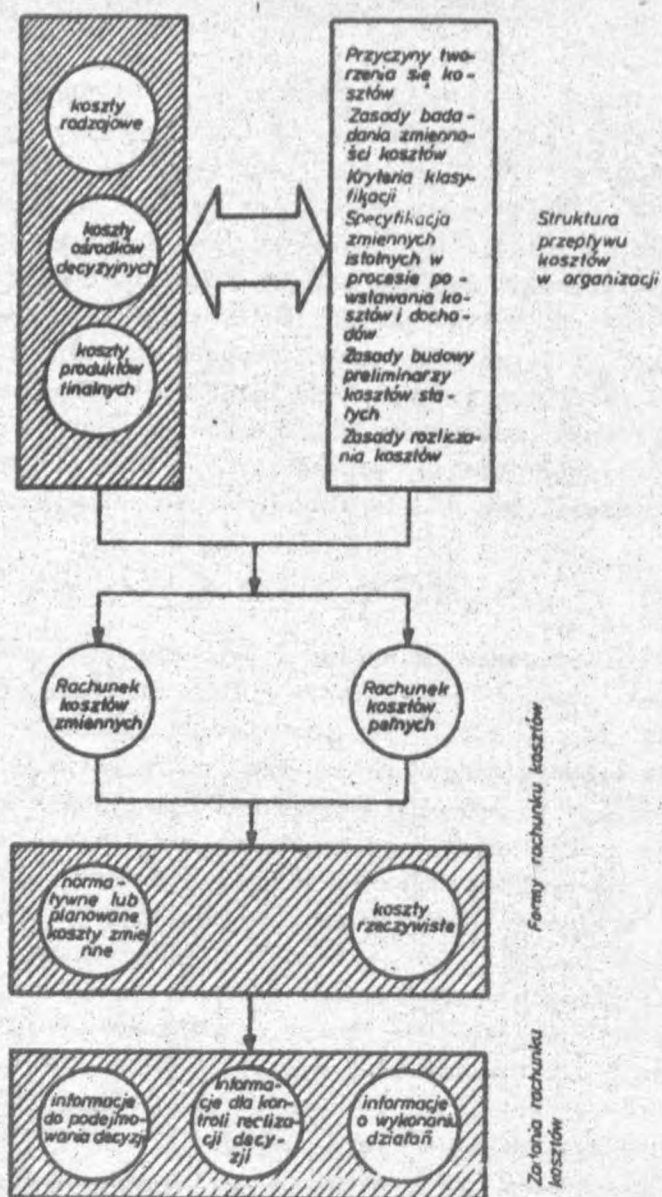 koszty
rodzajowe
koszty
ośrodków
decyzyjnych
koszty
produktów
finalnych
Przyczyny two-
rzenia się ko-
sztów
Zasady bada-
dania zmienno-
ści kosztów
Kryteria klasy-
fikacji
Specyfikacja
zmiennych
istotnych w
procesie po-
wstawania ko-
sztów i docho-
dów
Zasady budowy
preliminarzy
kosztów sta-
łych
Zasady rozlicza-
nia kosztów
Struktura
przepływu
kosztów
w organizacji
Rachunek
kosztów
zmiennych
Rachunek
kosztów
pełnych
Formy rachunku kosztów
norma-
tywne lub
planowane
koszty zmie
nne
koszty
rzeczywiste
informacje
do podejmo-
wania decyzji
Informa-
cje dla kon-
troli realiza-
cji decy-
zji
informacje
o wykonaniu
działań
Zadania rachunku
kosztów